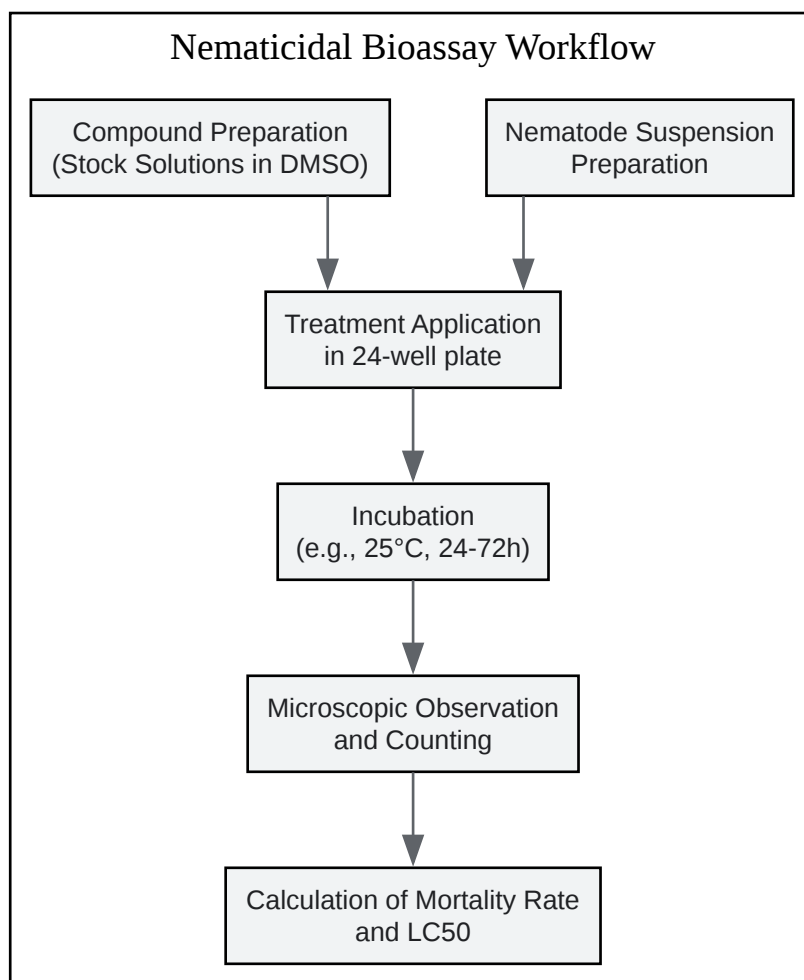 Nematicidal Bioassay Workflow
Compound Preparation
(Stock Solutions in DMSO)
Nematode Suspension
Preparation
Treatment Application
in 24-well plate
Incubation
(e.g., 25°C, 24-72h)
Microscopic Observation
and Counting
Calculation of Mortality Rate
and LC50